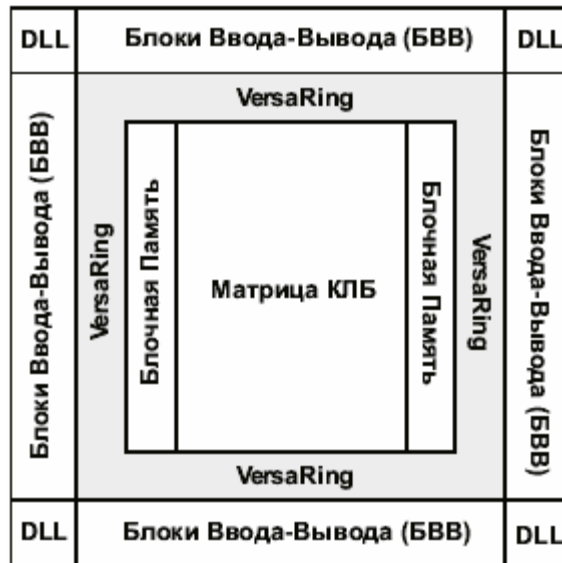 DLL
Блоки Ввода-Вывода (БВВ)
DLL
VersaRing
Блоки Ввода-Вывода (БВВ)
VersaRing
Блочная Память
Матрица КЛБ
Блочная Память
VersaRing
Блоки Ввода-Вывода (БВВ)
VersaRing
DLL
Блоки Ввода-Вывода (БВВ)
DLL